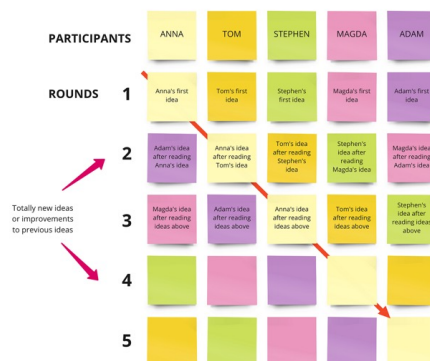 PARTICIPANTS
ANNA
TOM
STEPHEN
MAGDA
ADAM
ROUNDS
1
Anna's first
idea
Tom's first
idea
Stephen's
first idea
Magda's first
idea
Adam's first
idea
2
Adam's idea
after reading
Anna's idea
Anna's idea
after reading
Tom's idea
Tom's idea
after reading
Stephen's
idea
Stephen's
idea after
reading
Magda's idea
Magda's idea
after reading
Adam's idea
Totally new ideas
or improvements
to previous ideas
3
Magda's idea
after reading
ideas above
Adam's idea
after reading
ideas above
Anna's idea
after reading
ideas above
Tom's idea
after reading
ideas above
Stephen's
idea after
reading ideas
above
4
5